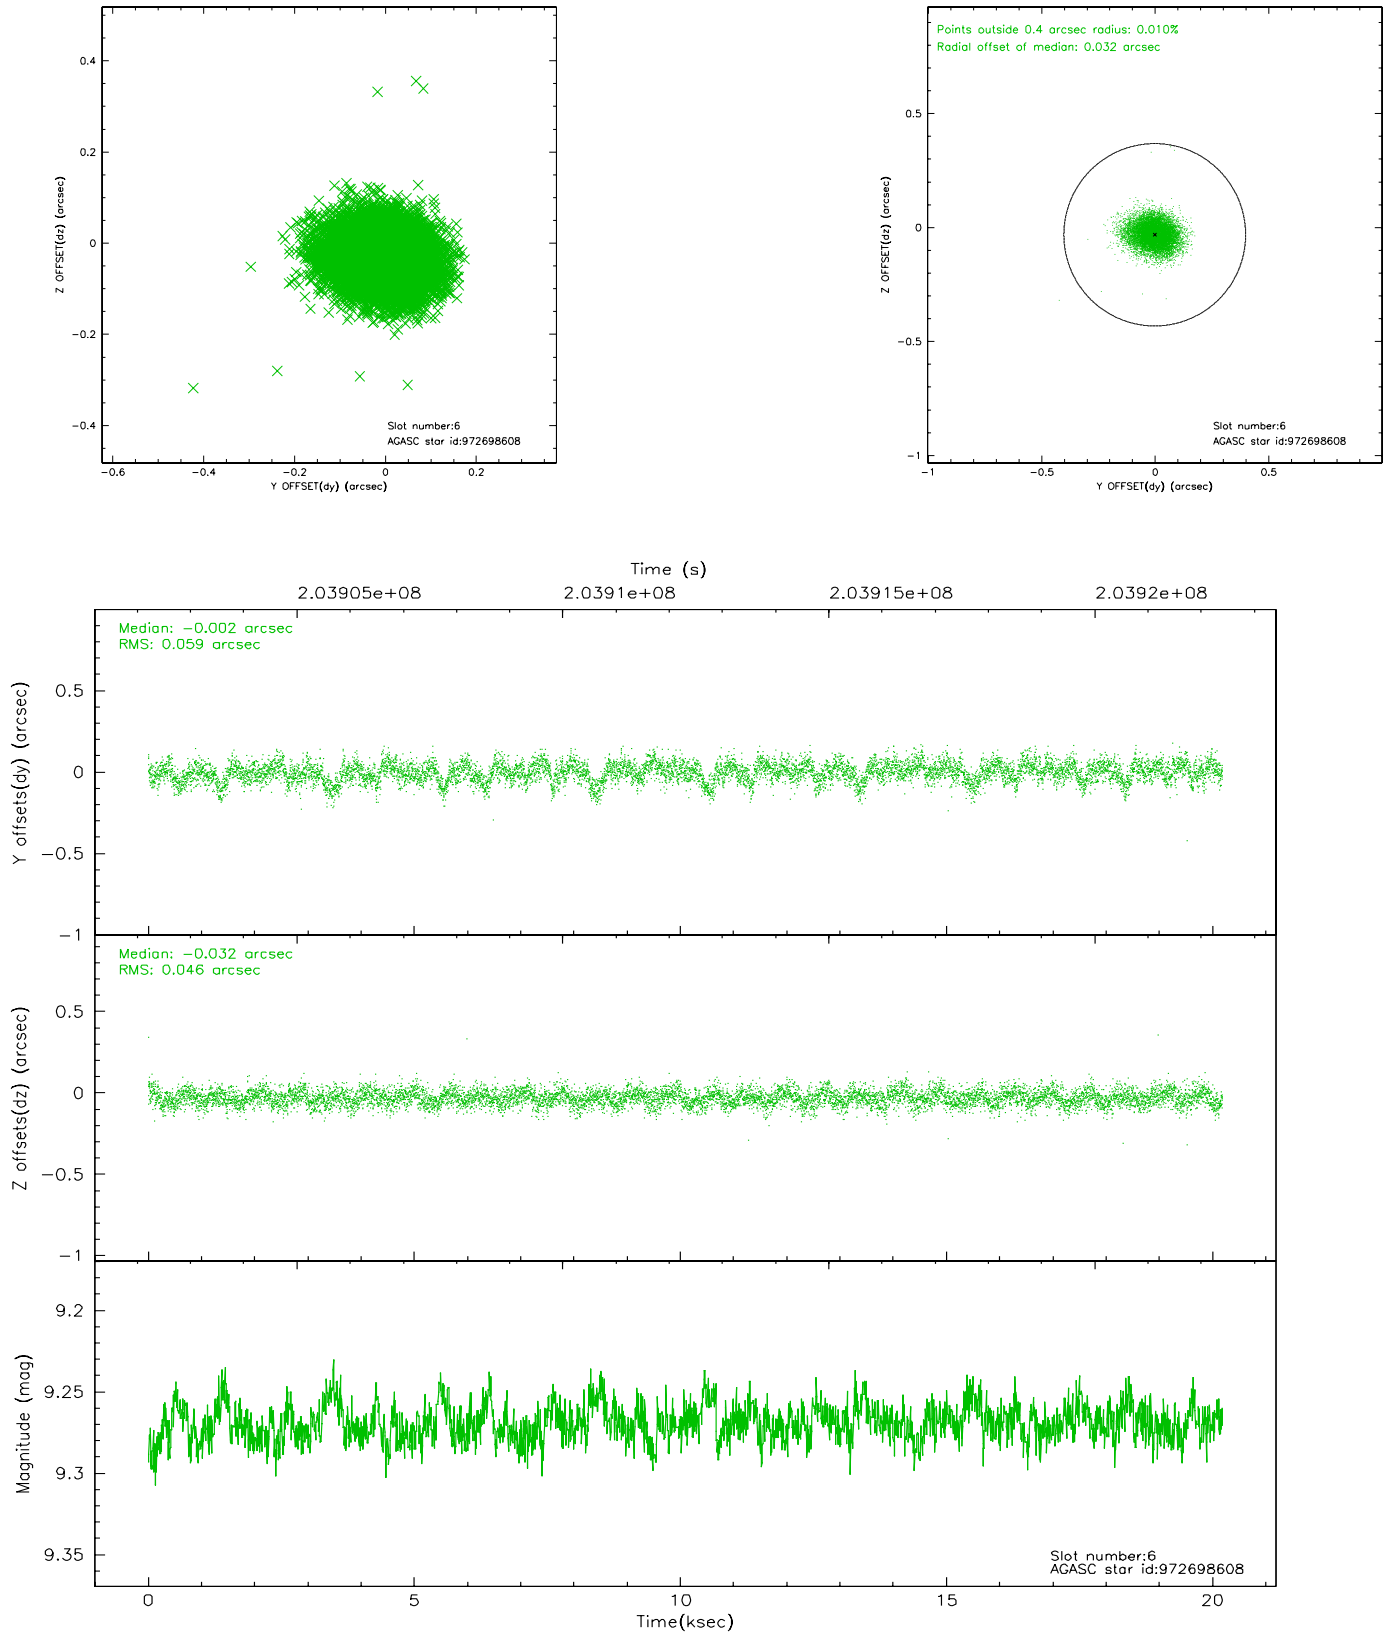 0.4
0.2
0
−0.2
−0.4
Z OFFSET(dz) (arcsec)
Slot number:6
AGASC star id:972698608
−0.6 −0.4 −0.2 0 0.2
Y OFFSET(dy) (arcsec)
Points outside 0.4 arcsec radius: 0.010%
Radial offset of median: 0.032 arcsec
0.5
0
−0.5
−1
Z OFFSET(dz) (arcsec)
Slot number:6
AGASC star id:972698608
−1 −0.5 0 0.5
Y OFFSET(dy) (arcsec)
Time (s)
2.03905e+08 2.0391e+08 2.03915e+08 2.0392e+08
Median: −0.002 arcsec
RMS: 0.059 arcsec
0.5
0
−0.5
−1
Y offsets(dy) (arcsec)
Median: −0.032 arcsec
RMS: 0.046 arcsec
0.5
0
−0.5
−1
Z offsets(dz) (arcsec)
9.2
9.25
9.3
9.35
Magnitude (mag)
Slot number:6
AGASC star id:972698608
0 5 10 15 20
Time(ksec)